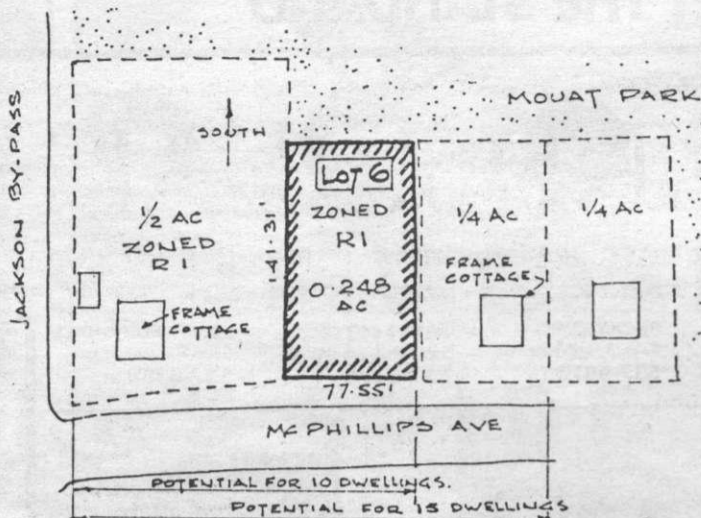 MOUAT PARK
SOUTH
JACKSON BY-PASS
LOT 6
ZONED
R1
0.248
AC
1/2 AC
ZONED
R1
141.31'
1/4 AC
1/4 AC
FRAME
COTTAGE
FRAME
COTTAGE
77.55'
McPHILLIPS AVE
POTENTIAL FOR 10 DWELLINGS.
POTENTIAL FOR 15 DWELLINGS